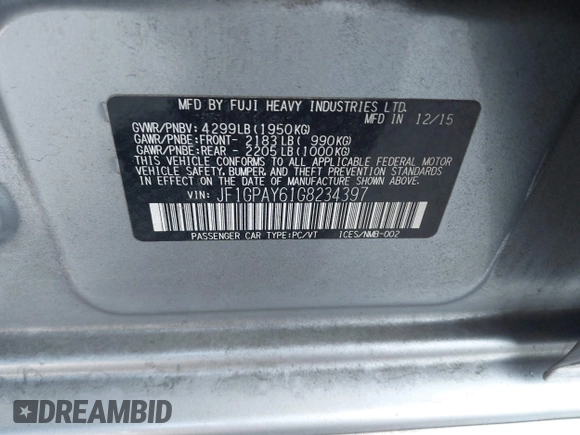 MFD BY FUJI HEAVY INDUSTRIES LTD.
MFD IN 12/15
GVWR/PNBV: 4299LB(1950KG)
GAWR/PNBE:FRONT- 2183LB( 990KG)
GAWR/PNBE:REAR - 2205LB(1000KG)
THIS VEHICLE CONFORMS TO ALL APPLICABLE FEDERAL MOTOR
VEHICLE SAFETY, BUMPER, AND THEFT PREVENTION STANDARDS
IN EFFECT ON THE DATE OF MANUFACTURE SHOWN ABOVE.
VIN: JF1GPAY61G8234397
PASSENGER CAR TYPE:PC/VT ICES/NMB-002
DREAMBID